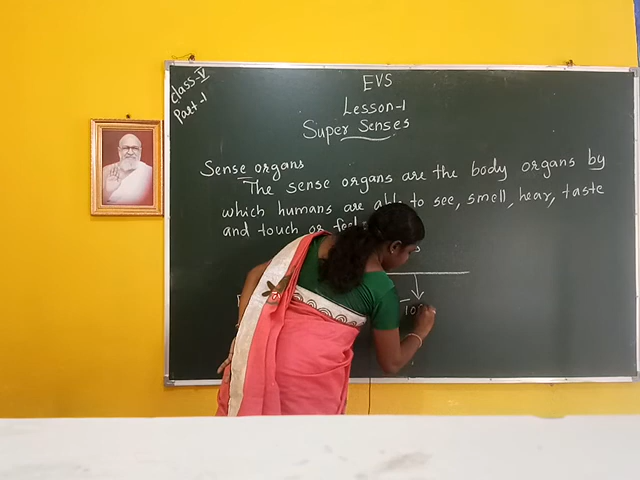 Class-V
Part-1
EVS
Lesson-1
Super Senses
Sense organs
The sense organs are the body organs by
which humans are able to see, smell, hear, taste
and touch or